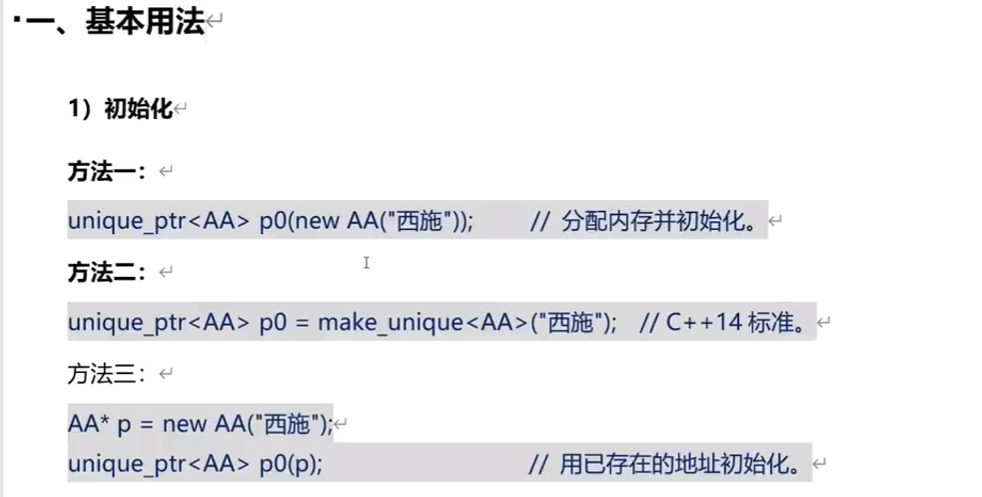 ▪一、基本用法↵
1）初始化↵
方法一：↵
unique_ptr<AA> p0(new AA("西施")); // 分配内存并初始化。↵
方法二：↵
unique_ptr<AA> p0 = make_unique<AA>("西施"); // C++14 标准。↵
方法三：↵
AA* p = new AA("西施");↵
unique_ptr<AA> p0(p); // 用已存在的地址初始化。↵